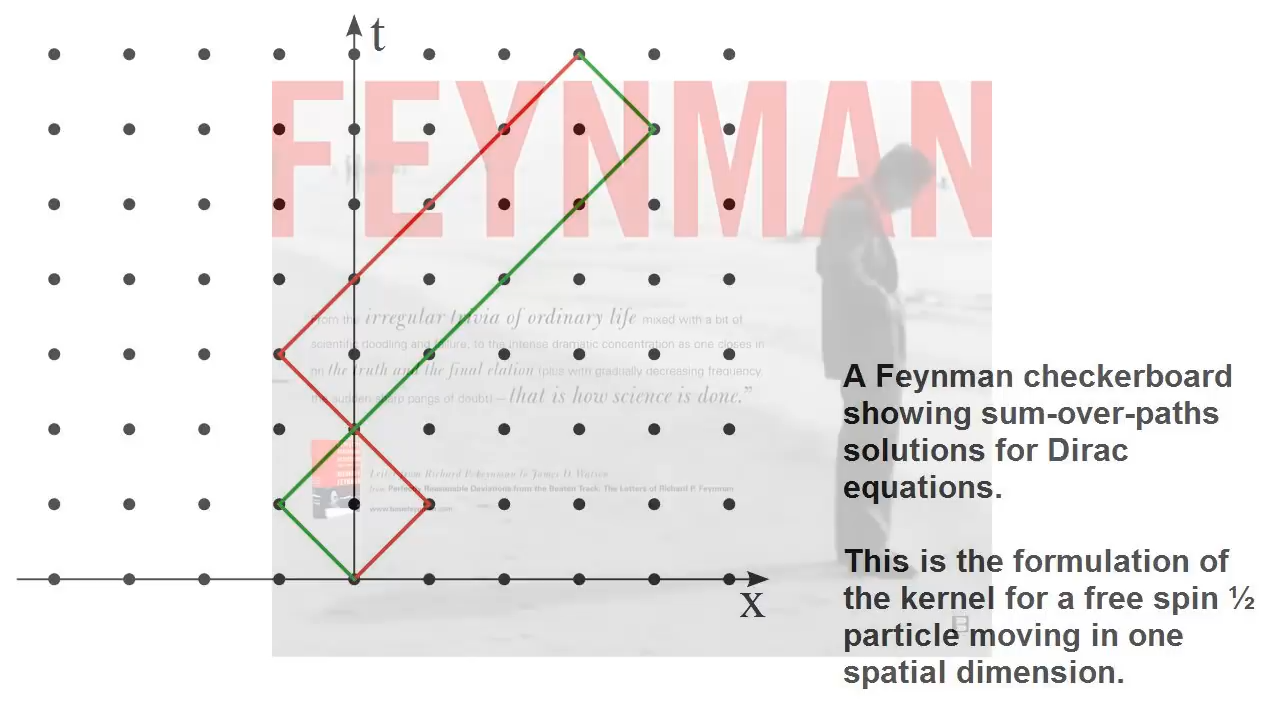 t
FEYNMAN
From the irregular trivia of ordinary life mixed with a bit of
scientific doodling and failure, to the intense dramatic concentration as one closes in
on the truth and the final elation (plus with gradually decreasing frequency
the sudden sharp pangs of doubt) – that is how science is done.”
A Feynman checkerboard
showing sum-over-paths
solutions for Dirac
equations.
Letter from Richard P. Feynman to James D. Watson
from Perfectly Reasonable Deviations from the Beaten Track: The Letters of Richard P. Feynman
This is the formulation of
the kernel for a free spin ½
particle moving in one
spatial dimension.
x